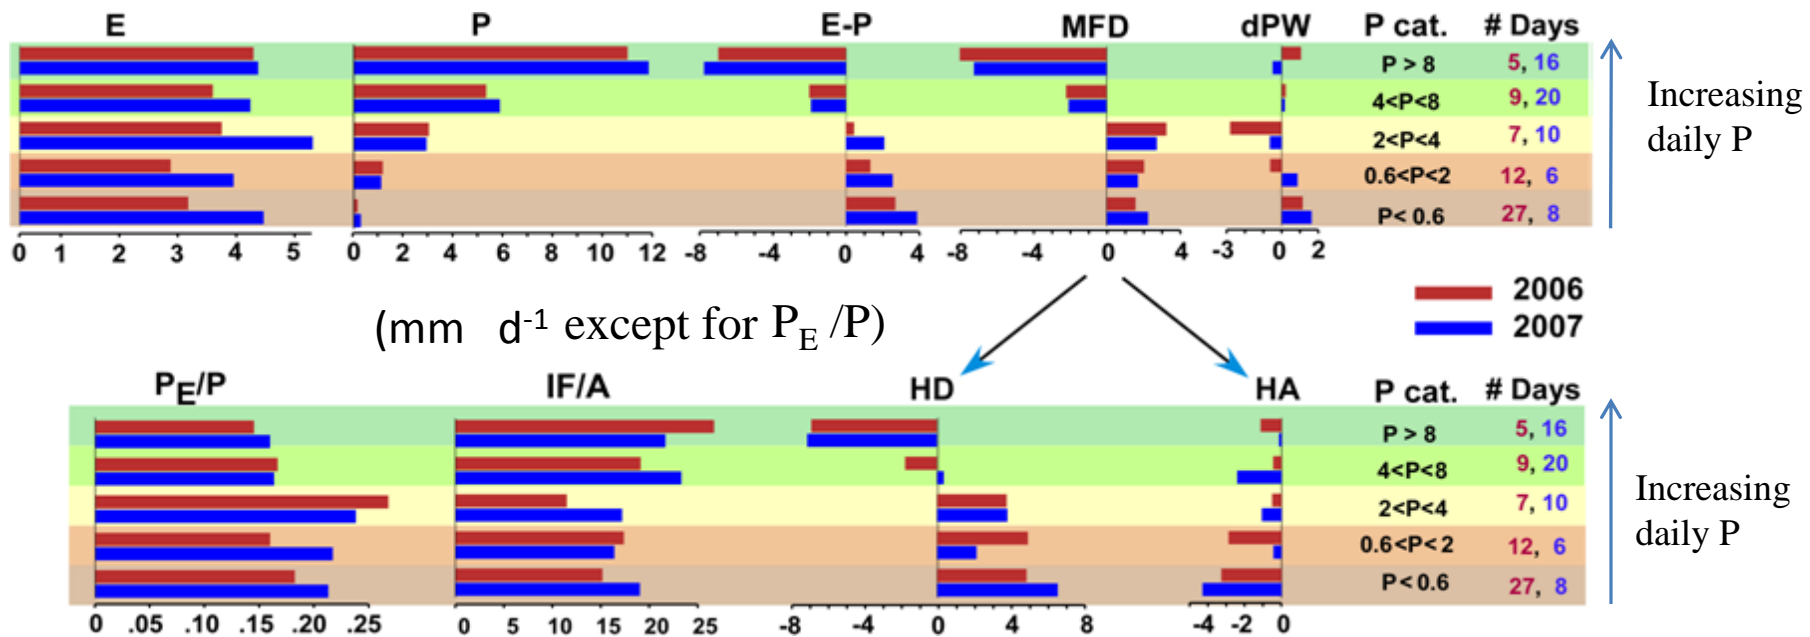 E P E-P MFD dPW P cat. # Days
P > 8 5, 16
4<P<8 9, 20
2<P<4 7, 10
0.6<P<2 12, 6
P< 0.6 27, 8
0 1 2 3 4 5 0 2 4 6 8 10 12 -8 -4 0 4 -8 -4 0 4 -3 0 2
Increasing
daily P
2006
2007
(mm d-1 except for PE /P)
PE/P IF/A HD HA P cat. # Days
P > 8 5, 16
4<P<8 9, 20
2<P<4 7, 10
0.6<P<2 12, 6
P< 0.6 27, 8
0 .05 .10 .15 .20 .25 0 5 10 15 20 25 -8 -4 0 4 8 -4 -2 0
Increasing
daily P